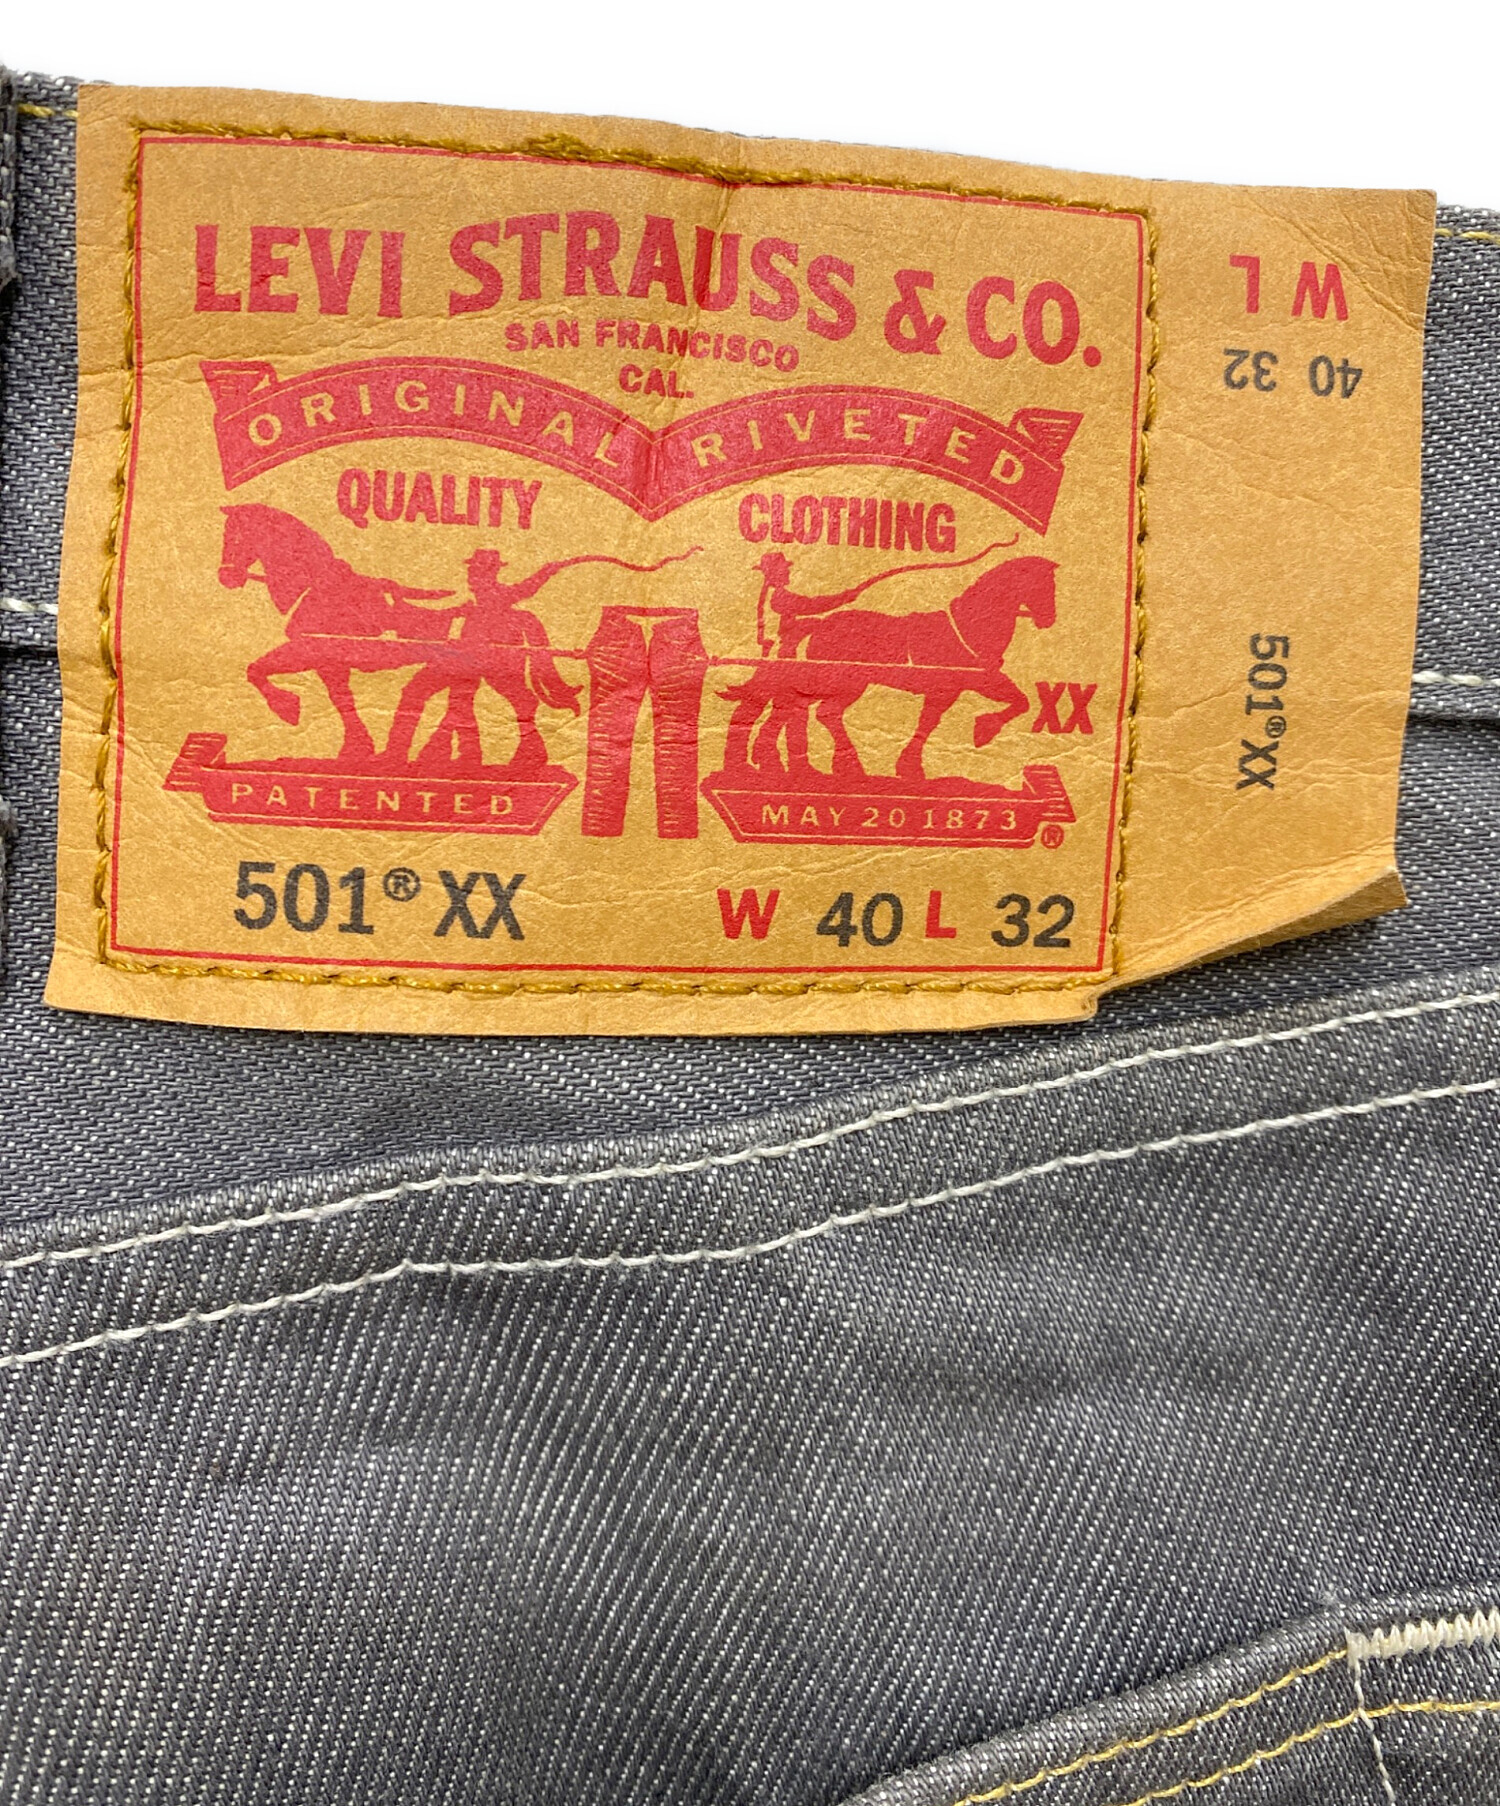 LEVI STRAUSS & CO.
SAN FRANCISCO
CAL.
ORIGINAL RIVETED
QUALITY CLOTHING
XX
PATENTED MAY 20 1873 ®
501® XX W 40 L 32
W L
40 32
501® XX